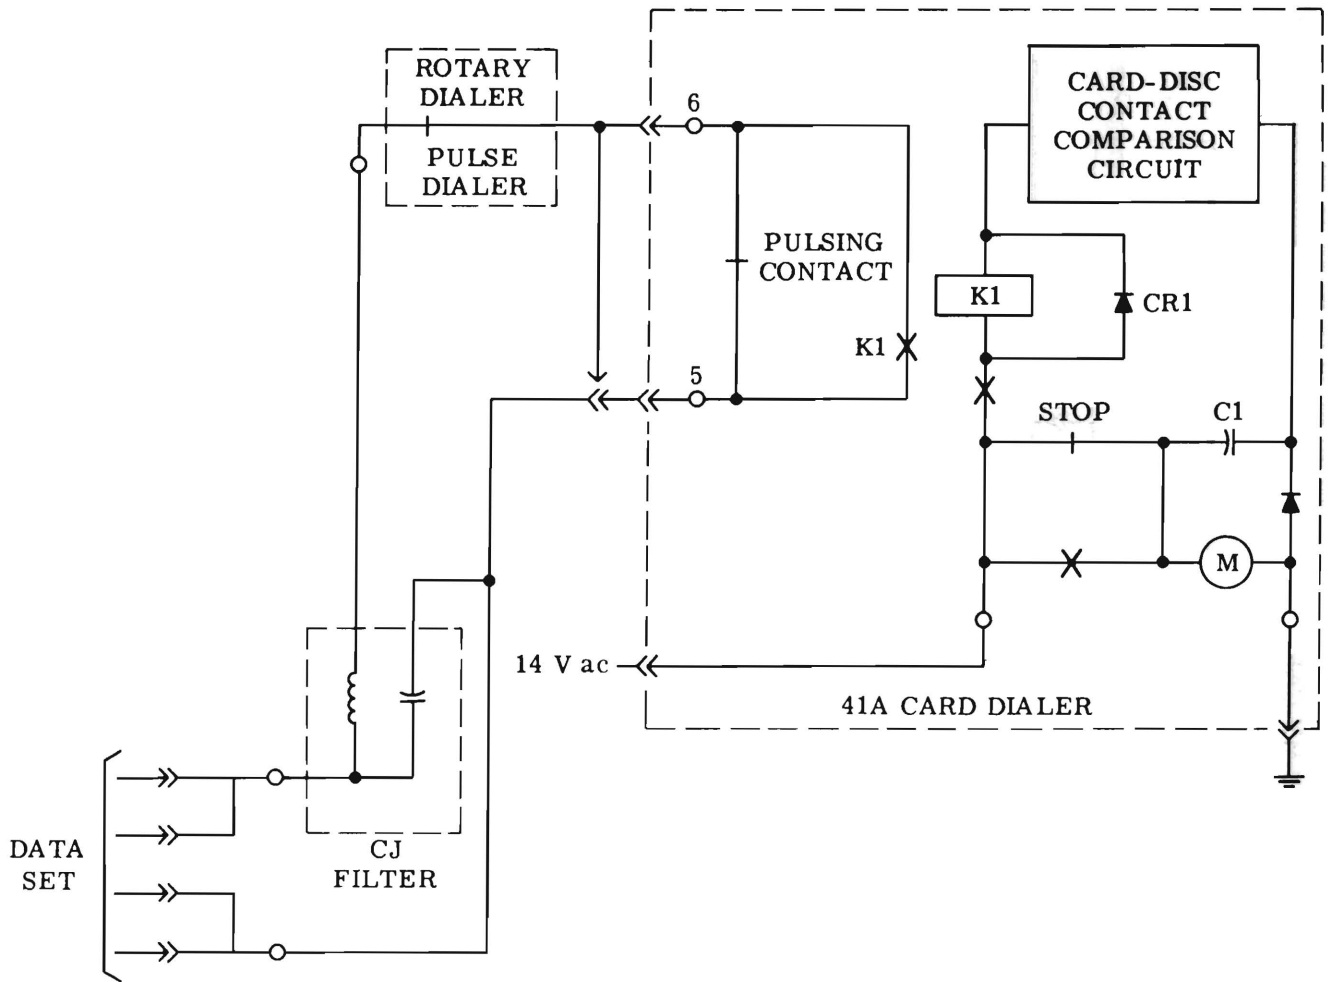 ROTARY
DIALER
PULSE
DIALER
6
CARD-DISC
CONTACT
COMPARISON
CIRCUIT
PULSING
CONTACT
K1
CR1
K1
5
STOP
C1
M
14 V ac
41A CARD DIALER
DATA
SET
CJ
FILTER